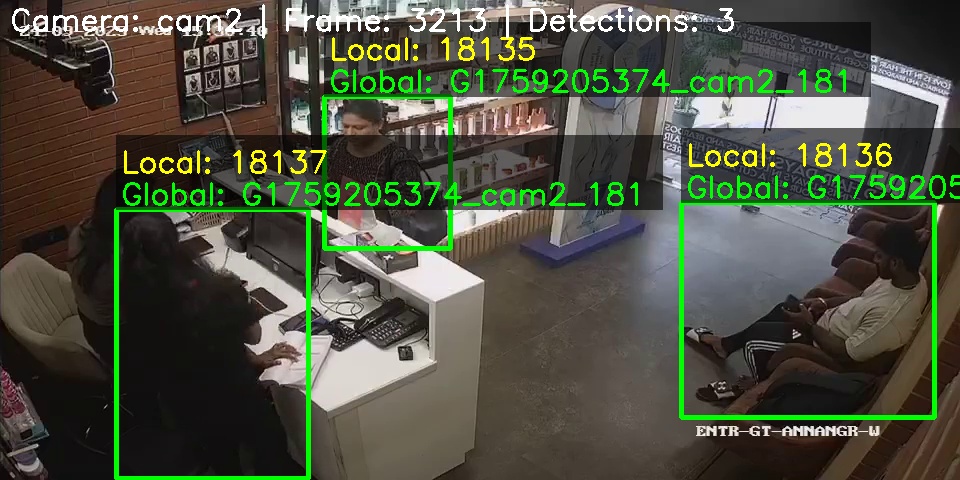 Camera: cam2 | Frame: 3213 | Detections: 3
Local: 18135
Global: G1759205374_cam2_181
Local: 18137
Global: G1759205374_cam2_181
Local: 18136
Global: G1759205
ENTR-GT-ANNANGR-W